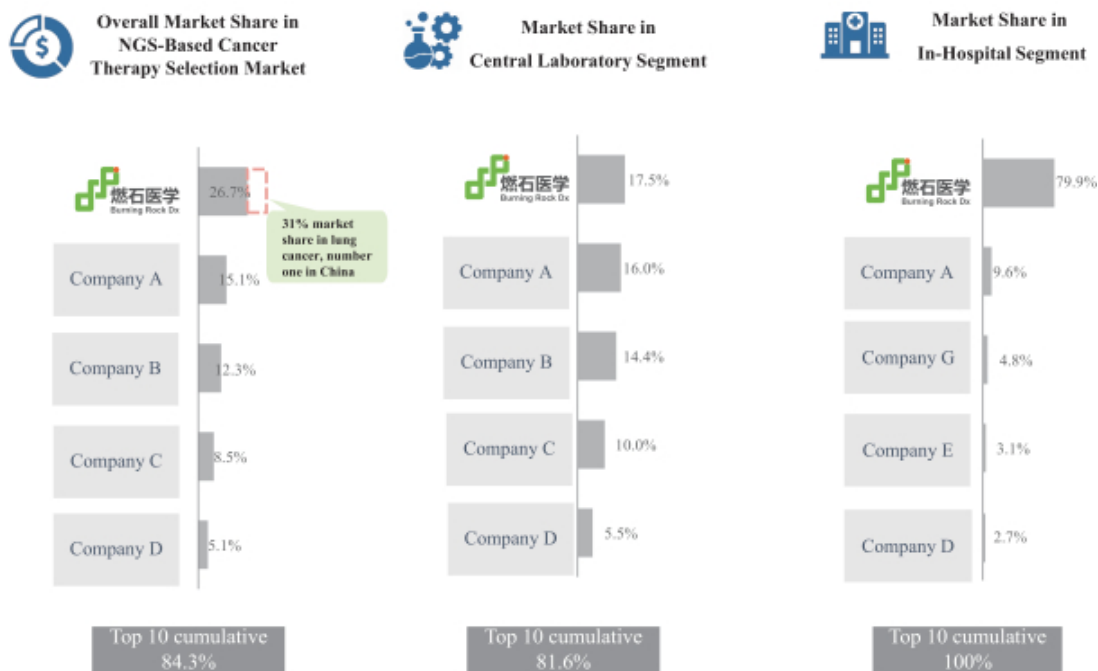 Overall Market Share in
NGS-Based Cancer
Therapy Selection Market
燃石医学
Burning Rock Dx
26.7%
31% market
share in lung
cancer, number
one in China
Company A
15.1%
Company B
12.3%
Company C
8.5%
Company D
5.1%
Top 10 cumulative
84.3%
Market Share in
Central Laboratory Segment
燃石医学
Burning Rock Dx
17.5%
Company A
16.0%
Company B
14.4%
Company C
10.0%
Company D
5.5%
Top 10 cumulative
81.6%
Market Share in
In-Hospital Segment
燃石医学
Burning Rock Dx
79.9%
Company A
9.6%
Company G
4.8%
Company E
3.1%
Company D
2.7%
Top 10 cumulative
100%